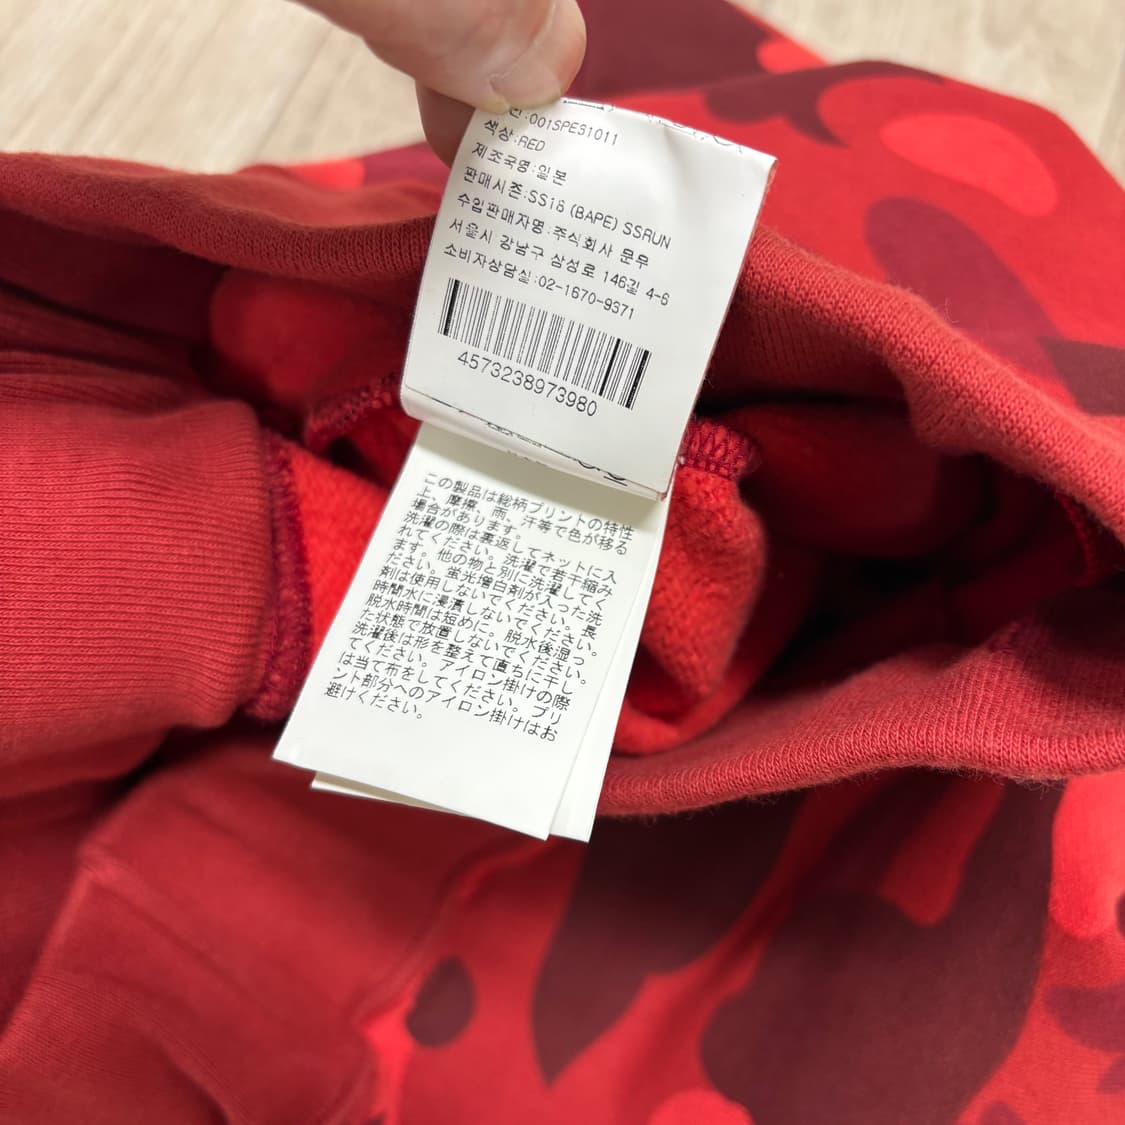 :001SPE31011
색상:RED
제조국명:일본
판매시즌:SS18 (BAPE) SSRUN
수입판매자명:주식회사 문우
서울시 강남구 삼성로 146길 4-6
소비자상담실:02-1670-9371
4573238973980
この製品は総柄プリントの特性
上、摩擦、雨、汗等で色が移る
場合があります。
洗濯の際は裏返してネットに入
れてください。洗濯で若干縮み
ます。他の物と別に洗濯してく
ださい。蛍光増白剤が入った洗
剤は使用しないでください。長
時間水に浸漬しないでください。
脱水時間は短めに。脱水後湿っ
た状態で放置しないでください。
洗濯後は形を整えて直ちに干し
てください。アイロン掛けの際
は当て布をしてください。プリ
ント部分へのアイロン掛けはお
避けください。